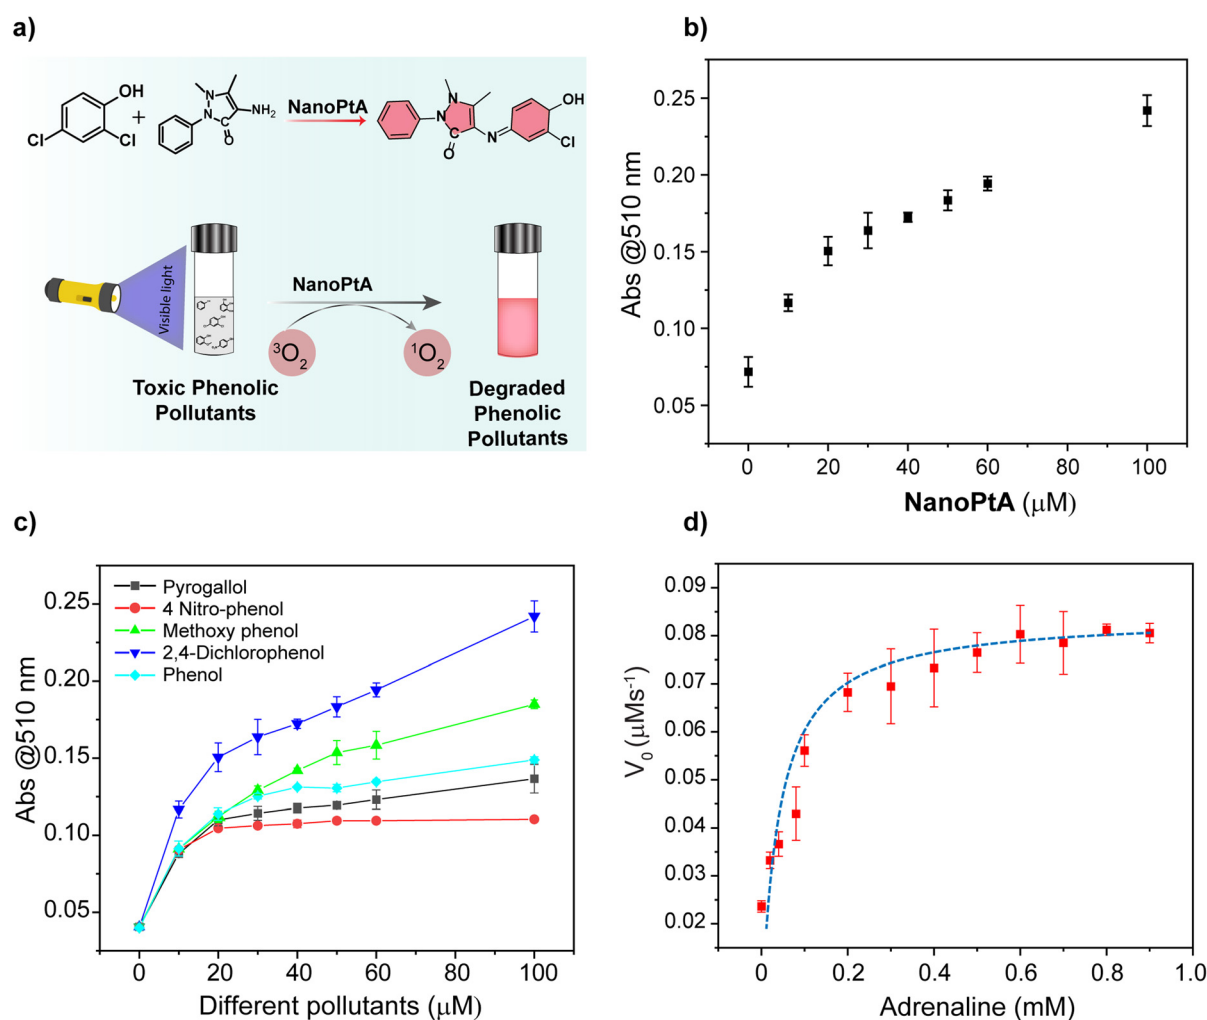 a)
OH
Cl
Cl
+
N
N
NH₂
O
NanoPtA
N
N
O
N
OH
Cl
Visible light
NanoPtA
³O₂
¹O₂
Toxic Phenolic
Pollutants
Degraded
Phenolic
Pollutants
b)
Abs @510 nm
0.25
0.20
0.15
0.10
0.05
0 20 40 60 80 100
NanoPtA (μM)
c)
Abs @510 nm
0.25
0.20
0.15
0.10
0.05
Pyrogallol
4 Nitro-phenol
Methoxy phenol
2,4-Dichlorophenol
Phenol
0 20 40 60 80 100
Different pollutants (μM)
d)
V₀ (μMs⁻¹)
0.09
0.08
0.07
0.06
0.05
0.04
0.03
0.02
0 0.2 0.4 0.6 0.8 1.0
Adrenaline (mM)